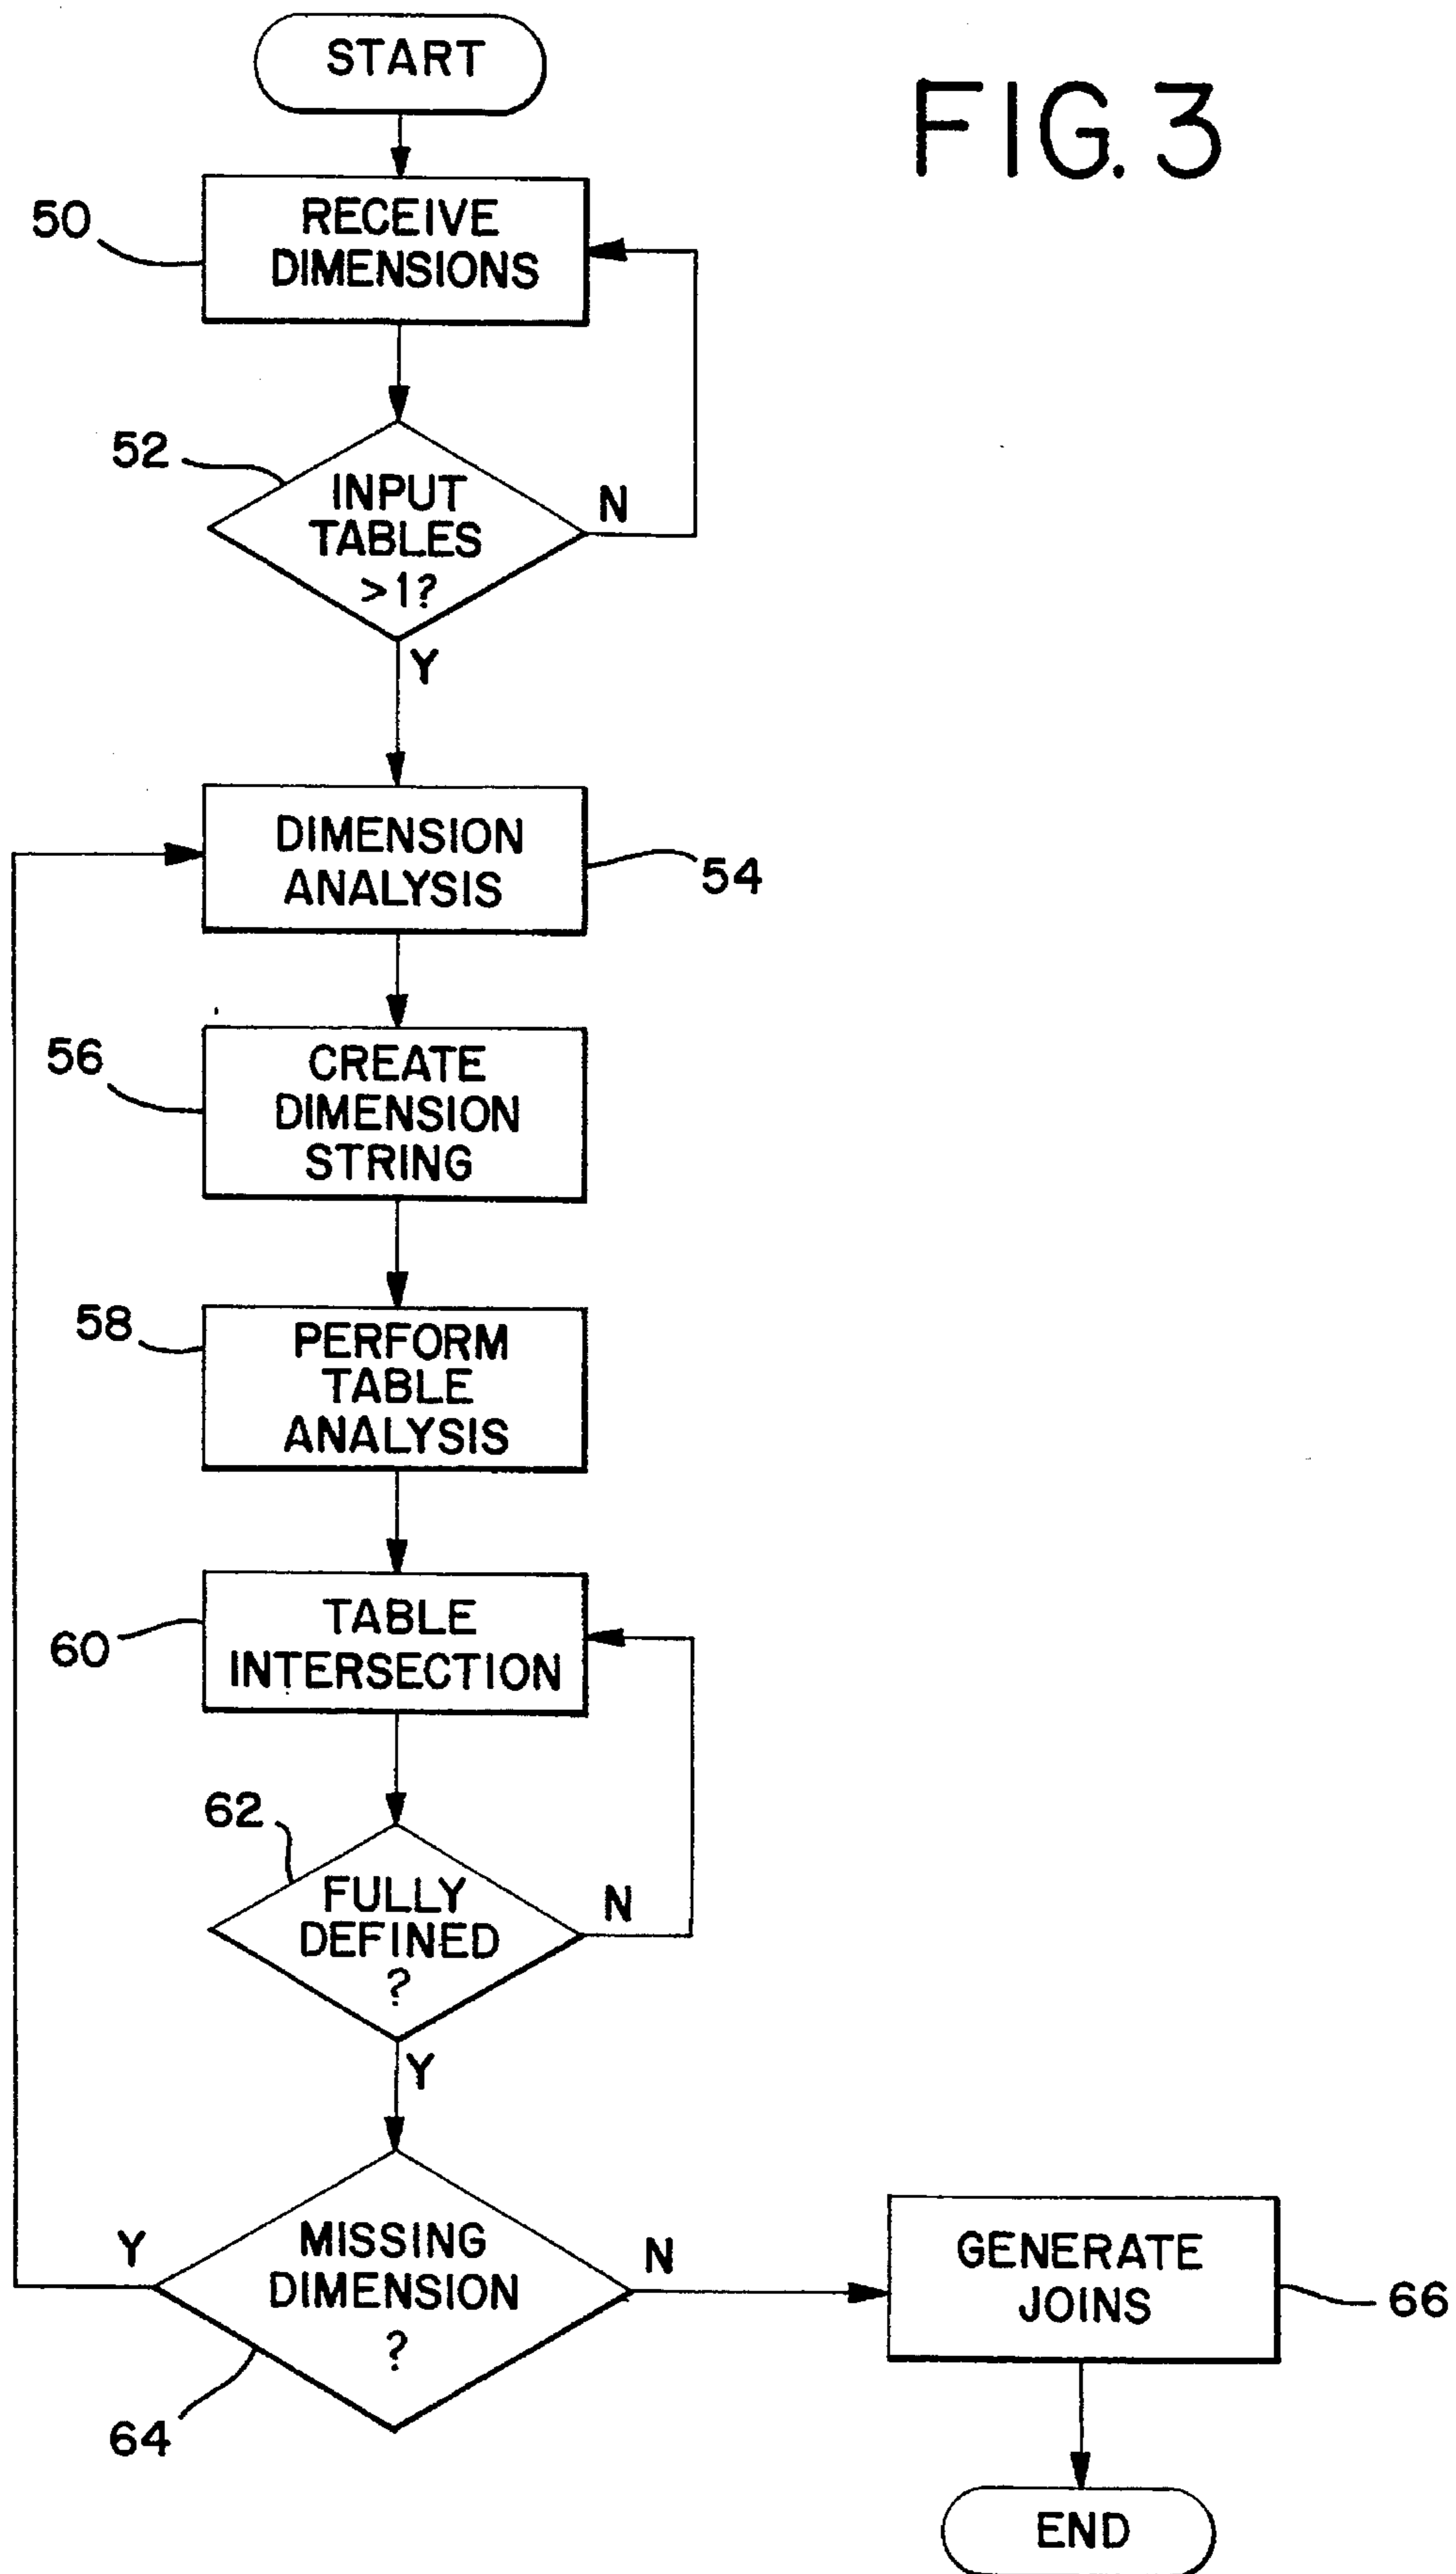 START
FIG. 3
50
RECEIVE
DIMENSIONS
52
INPUT
TABLES
>1?
N
Y
DIMENSION
ANALYSIS
54
56
CREATE
DIMENSION
STRING
58
PERFORM
TABLE
ANALYSIS
60
TABLE
INTERSECTION
62
FULLY
DEFINED
?
N
Y
Y
MISSING
DIMENSION
?
N
64
GENERATE
JOINS
66
END